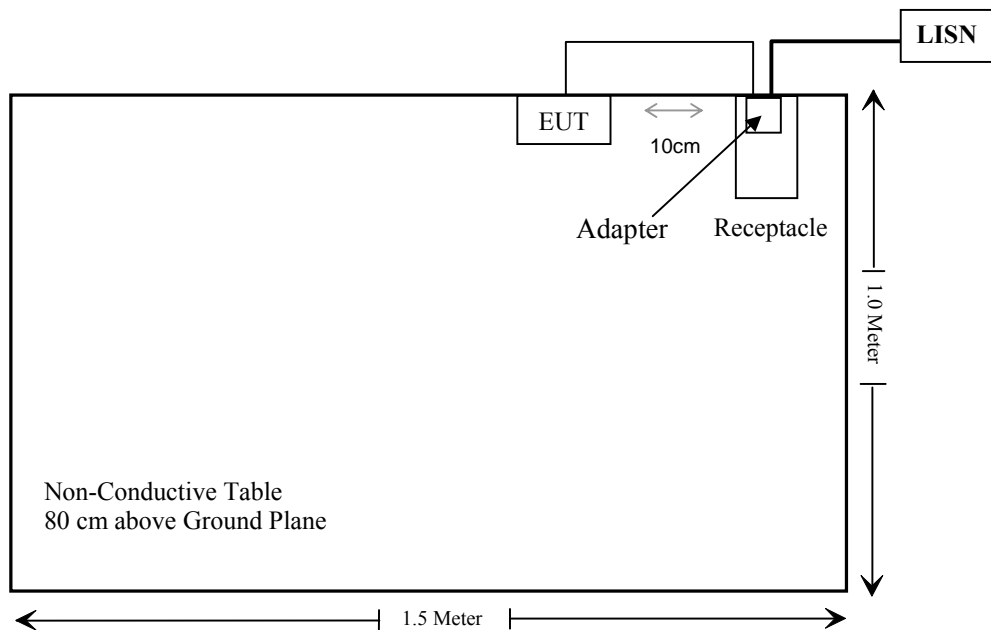 LISN
EUT
10cm
Adapter
Receptacle
1.0 Meter
Non-Conductive Table
80 cm above Ground Plane
1.5 Meter